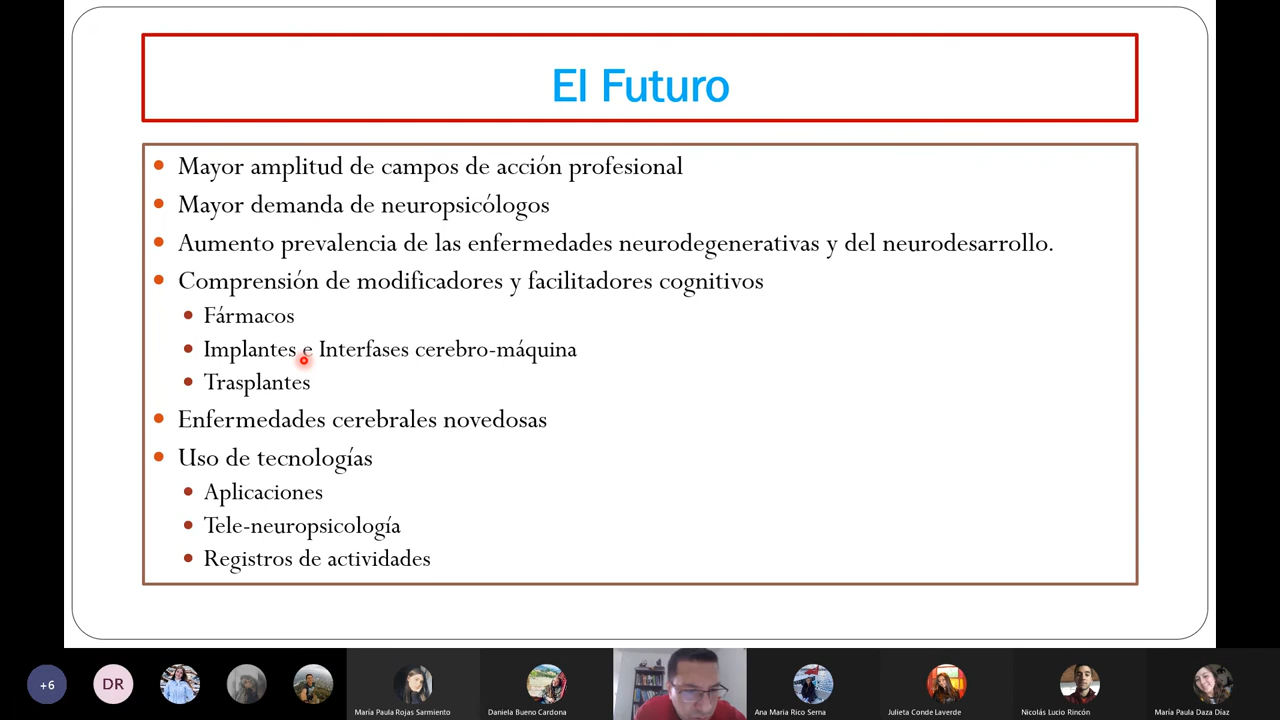 El Futuro
Mayor amplitud de campos de acción profesional
Mayor demanda de neuropsicólogos
Aumento prevalencia de las enfermedades neurodegenerativas y del neurodesarrollo.
Comprensión de modificadores y facilitadores cognitivos
Fármacos
Implantes e Interfases cerebro-máquina
Trasplantes
Enfermedades cerebrales novedosas
Uso de tecnologías
Aplicaciones
Tele-neuropsicología
Registros de actividades
+6
DR
María Paula Rojas Sarmiento
Daniela Bueno Cardona
Ana Maria Rico Serna
Julieta Conde Laverde
Nicolás Lucio Rincón
María Paula Daza Díaz